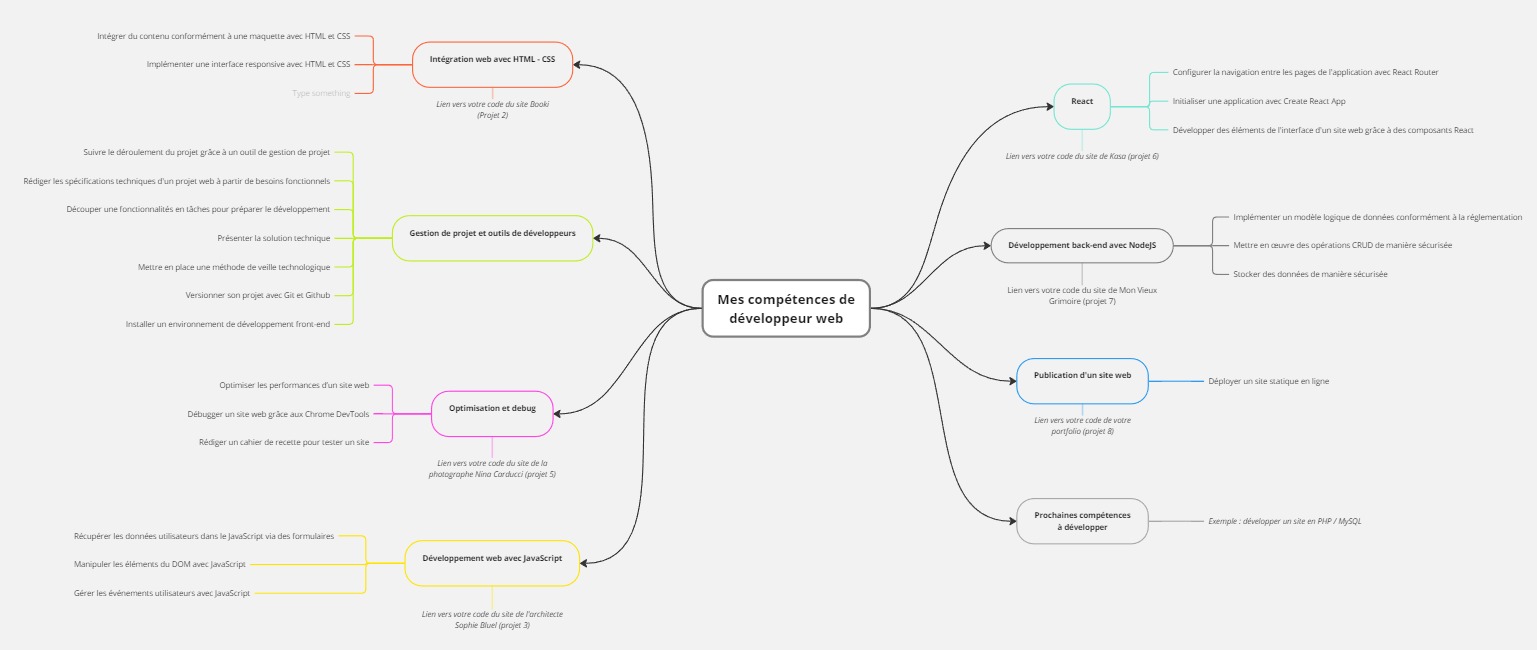 Intégrer du contenu conformément à une maquette avec HTML et CSS
Implémenter une interface responsive avec HTML et CSS
Type something
Intégration web avec HTML - CSS
Lien vers votre code du site Booki
(Projet 2)
Suivre le déroulement du projet grâce à un outil de gestion de projet
Rédiger les spécifications techniques d'un projet web à partir de besoins fonctionnels
Découper une fonctionnalités en tâches pour préparer le développement
Présenter la solution technique
Mettre en place une méthode de veille technologique
Versionner son projet avec Git et Github
Installer un environnement de développement front-end
Gestion de projet et outils de développeurs
Optimiser les performances d'un site web
Débugger un site web grâce aux Chrome DevTools
Rédiger un cahier de recette pour tester un site
Optimisation et debug
Lien vers votre code du site de la
photographe Nina Carducci (projet 5)
Récupérer les données utilisateurs dans le JavaScript via des formulaires
Manipuler les éléments du DOM avec JavaScript
Gérer les événements utilisateurs avec JavaScript
Développement web avec JavaScript
Lien vers votre code du site de l'architecte
Sophie Bluel (projet 3)
Mes compétences de
développeur web
React
Lien vers votre code du site de Kasa (projet 6)
Configurer la navigation entre les pages de l'application avec React Router
Initialiser une application avec Create React App
Développer des éléments de l'interface d'un site web grâce à des composants React
Développement back-end avec NodeJS
Lien vers votre code du site de Mon Vieux
Grimoire (projet 7)
Implémenter un modèle logique de données conformément à la réglementation
Mettre en œuvre des opérations CRUD de manière sécurisée
Stocker des données de manière sécurisée
Publication d'un site web
Lien vers votre code de votre
portfolio (projet 8)
Déployer un site statique en ligne
Prochaines compétences
à développer
Exemple : développer un site en PHP / MySQL